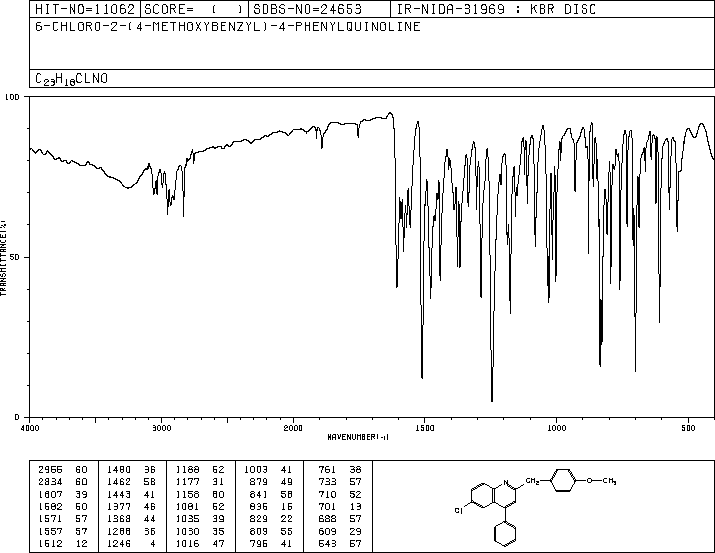 HIT-NO=11062 SCORE= ( ) SDBS-NO=24653 IR-NIDA-31969 : KBR DISC
6-CHLORO-2-(4-METHOXYBENZYL)-4-PHENYLQUINOLINE
C23H18CLNO
100
50
0
TRANSMITTANCE(%)
4000 3000 2000 1500 1000 500
WAVENUMBER(-1)
2955 60 1480 36 1188 62 1003 41 761 38
2834 60 1462 58 1177 31 879 49 733 57
1607 39 1443 41 1158 60 841 58 710 52
1582 60 1377 46 1081 52 836 16 701 13
1571 57 1368 44 1035 39 829 22 688 57
1557 57 1288 36 1030 35 809 55 609 29
1512 12 1246 4 1016 47 796 41 543 57
N CH2 O CH3
Cl